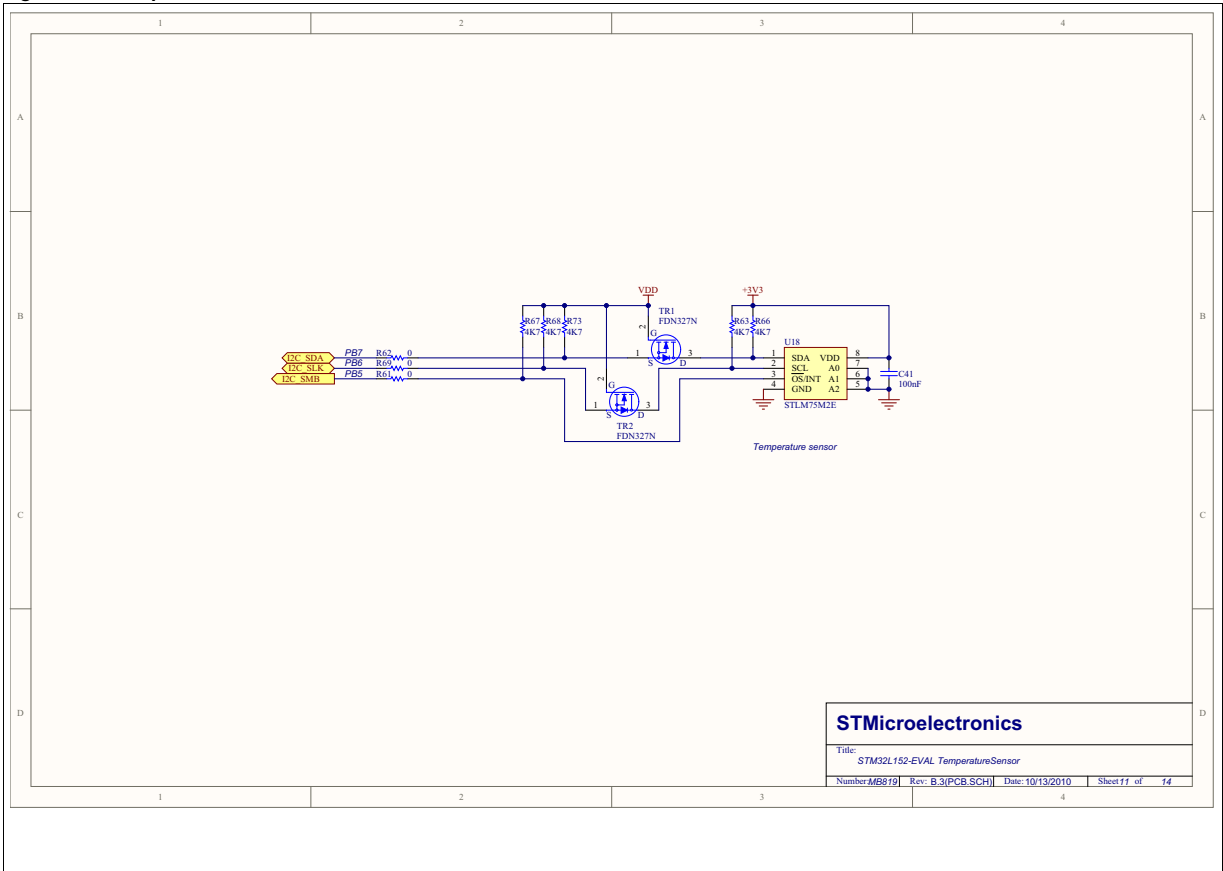 1 2 3 4
A A
B B
C C
D D
VDD +3V3
TR1
FDN327N
R67 R68 R73
4K7 4K7 4K7
2 G
R63 R66
4K7 4K7
U18
I2C_SDA PB7 R62 0
I2C_SLK PB6 R69 0
I2C_SMB PB5 R61 0
1 S D 3
2 G
1 S D 3
TR2
FDN327N
1 SDA VDD 8
2 SCL A0 7
3 OS/INT A1 6
4 GND A2 5
STLM75M2E
C41
100nF
Temperature sensor
STMicroelectronics
Title:
STM32L152-EVAL TemperatureSensor
Number:MB819 Rev: B.3(PCB.SCH) Date:10/13/2010 Sheet 11 of 14
1 2 3 4